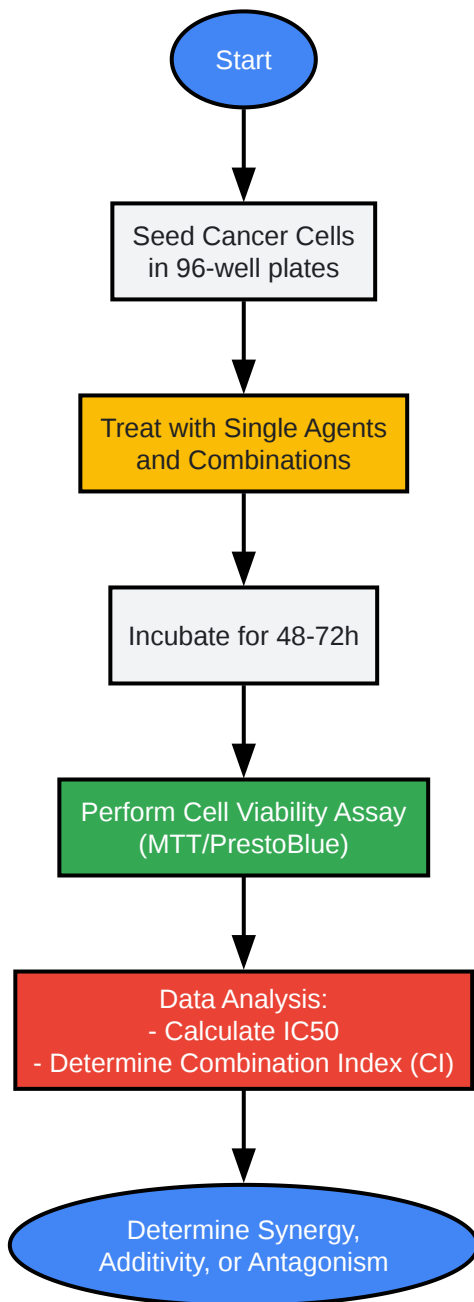 Start
Seed Cancer Cells
in 96-well plates
Treat with Single Agents
and Combinations
Incubate for 48-72h
Perform Cell Viability Assay
(MTT/PrestoBlue)
Data Analysis:
- Calculate IC50
- Determine Combination Index (CI)
Determine Synergy,
Additivity, or Antagonism